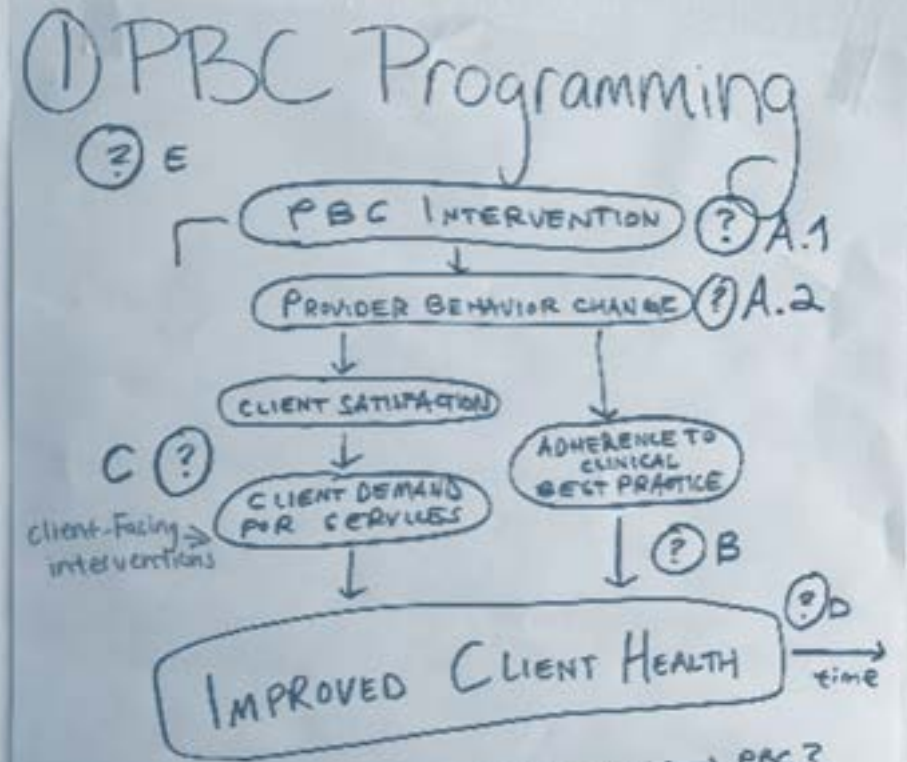 ① PBC Programming
? E
PBC INTERVENTION
? A.1
PROVIDER BEHAVIOR CHANGE
? A.2
CLIENT SATISFACTION
ADHERENCE TO
CLINICAL
BEST PRACTICE
C ?
CLIENT DEMAND
FOR SERVICES
client-Facing
interventions
? B
? D
time
IMPROVED CLIENT HEALTH
PBC?